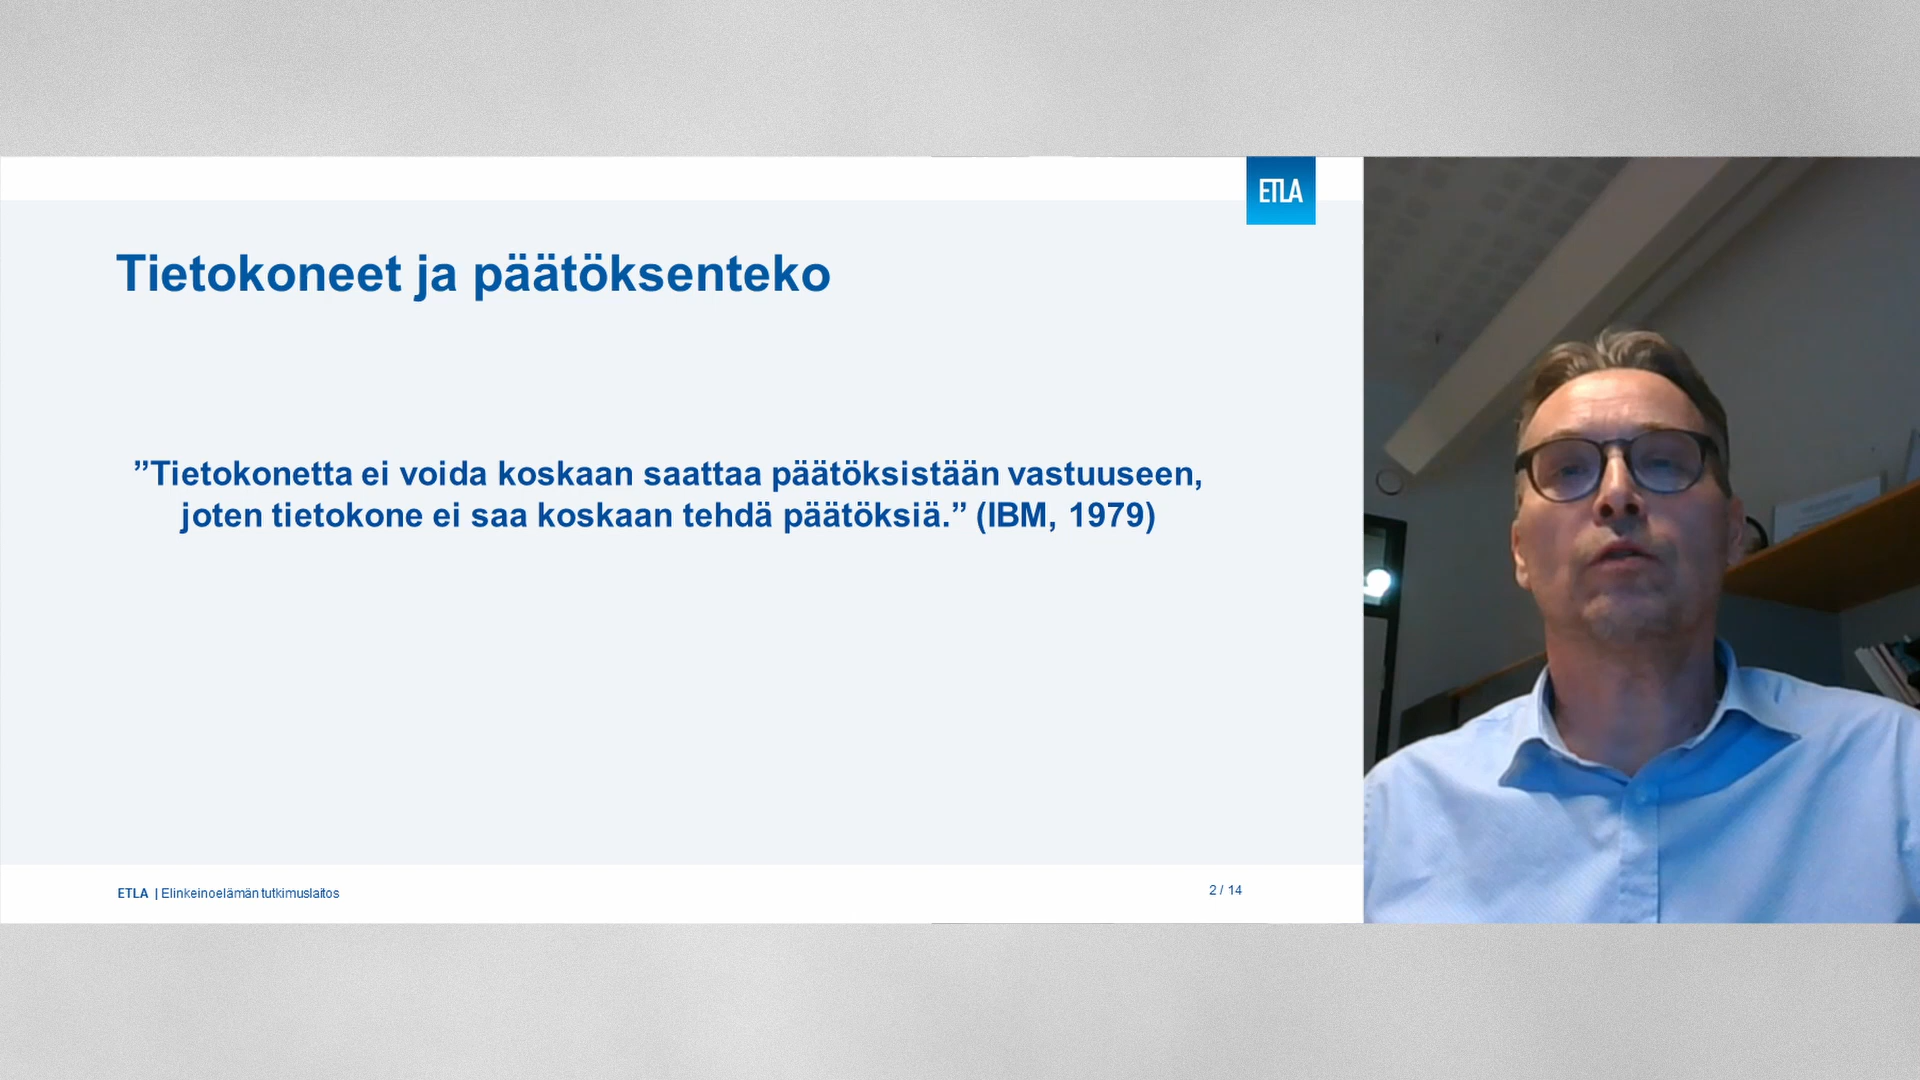 ETLA
Tietokoneet ja päätöksenteko
”Tietokonetta ei voida koskaan saattaa päätöksistään vastuuseen,
joten tietokone ei saa koskaan tehdä päätöksiä.” (IBM, 1979)
ETLA | Elinkeinoelämän tutkimuslaitos
2 / 14